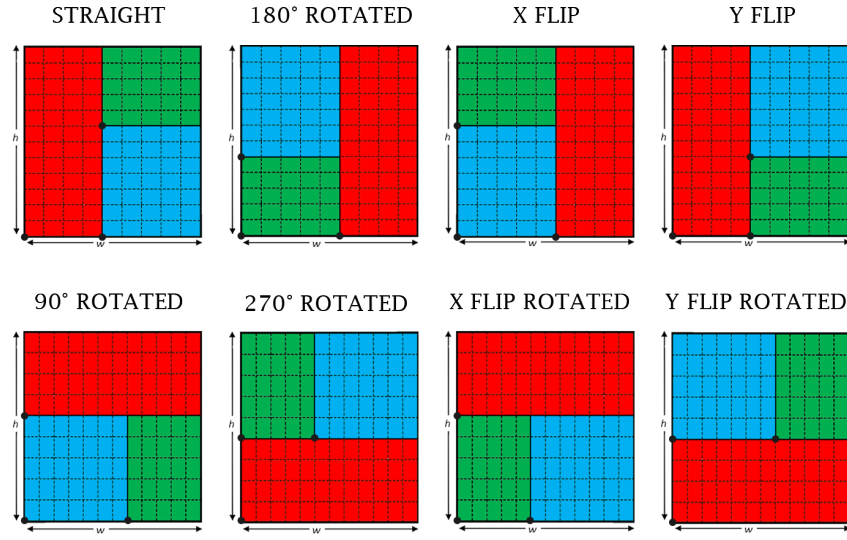 STRAIGHT
180° ROTATED
X FLIP
Y FLIP
h
w
h
w
h
w
h
w
90° ROTATED
270° ROTATED
X FLIP ROTATED
Y FLIP ROTATED
h
w
h
w
h
w
h
w